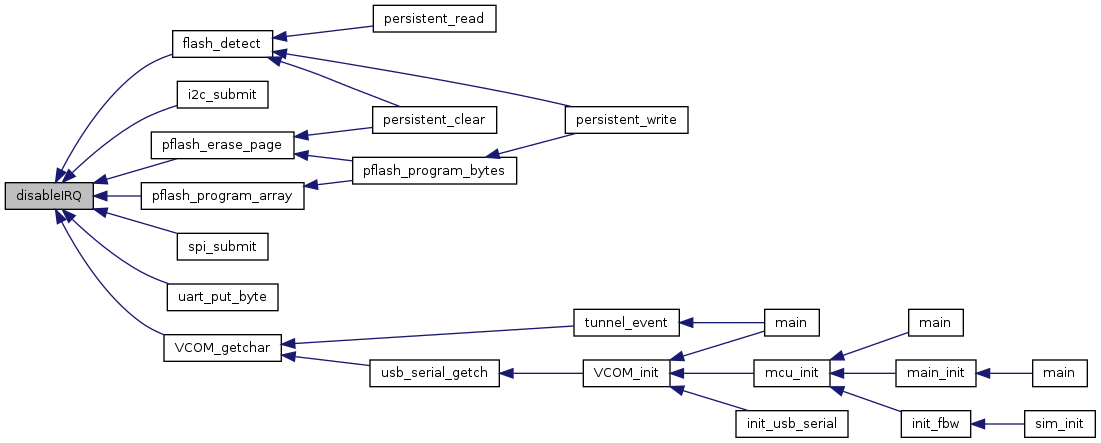 persistent_read
flash_detect
i2c_submit
persistent_clear
persistent_write
pflash_erase_page
pflash_program_bytes
disableIRQ
pflash_program_array
spi_submit
uart_put_byte
tunnel_event
main
main
VCOM_getchar
usb_serial_getch
VCOM_init
mcu_init
main_init
main
init_usb_serial
init_fbw
sim_init